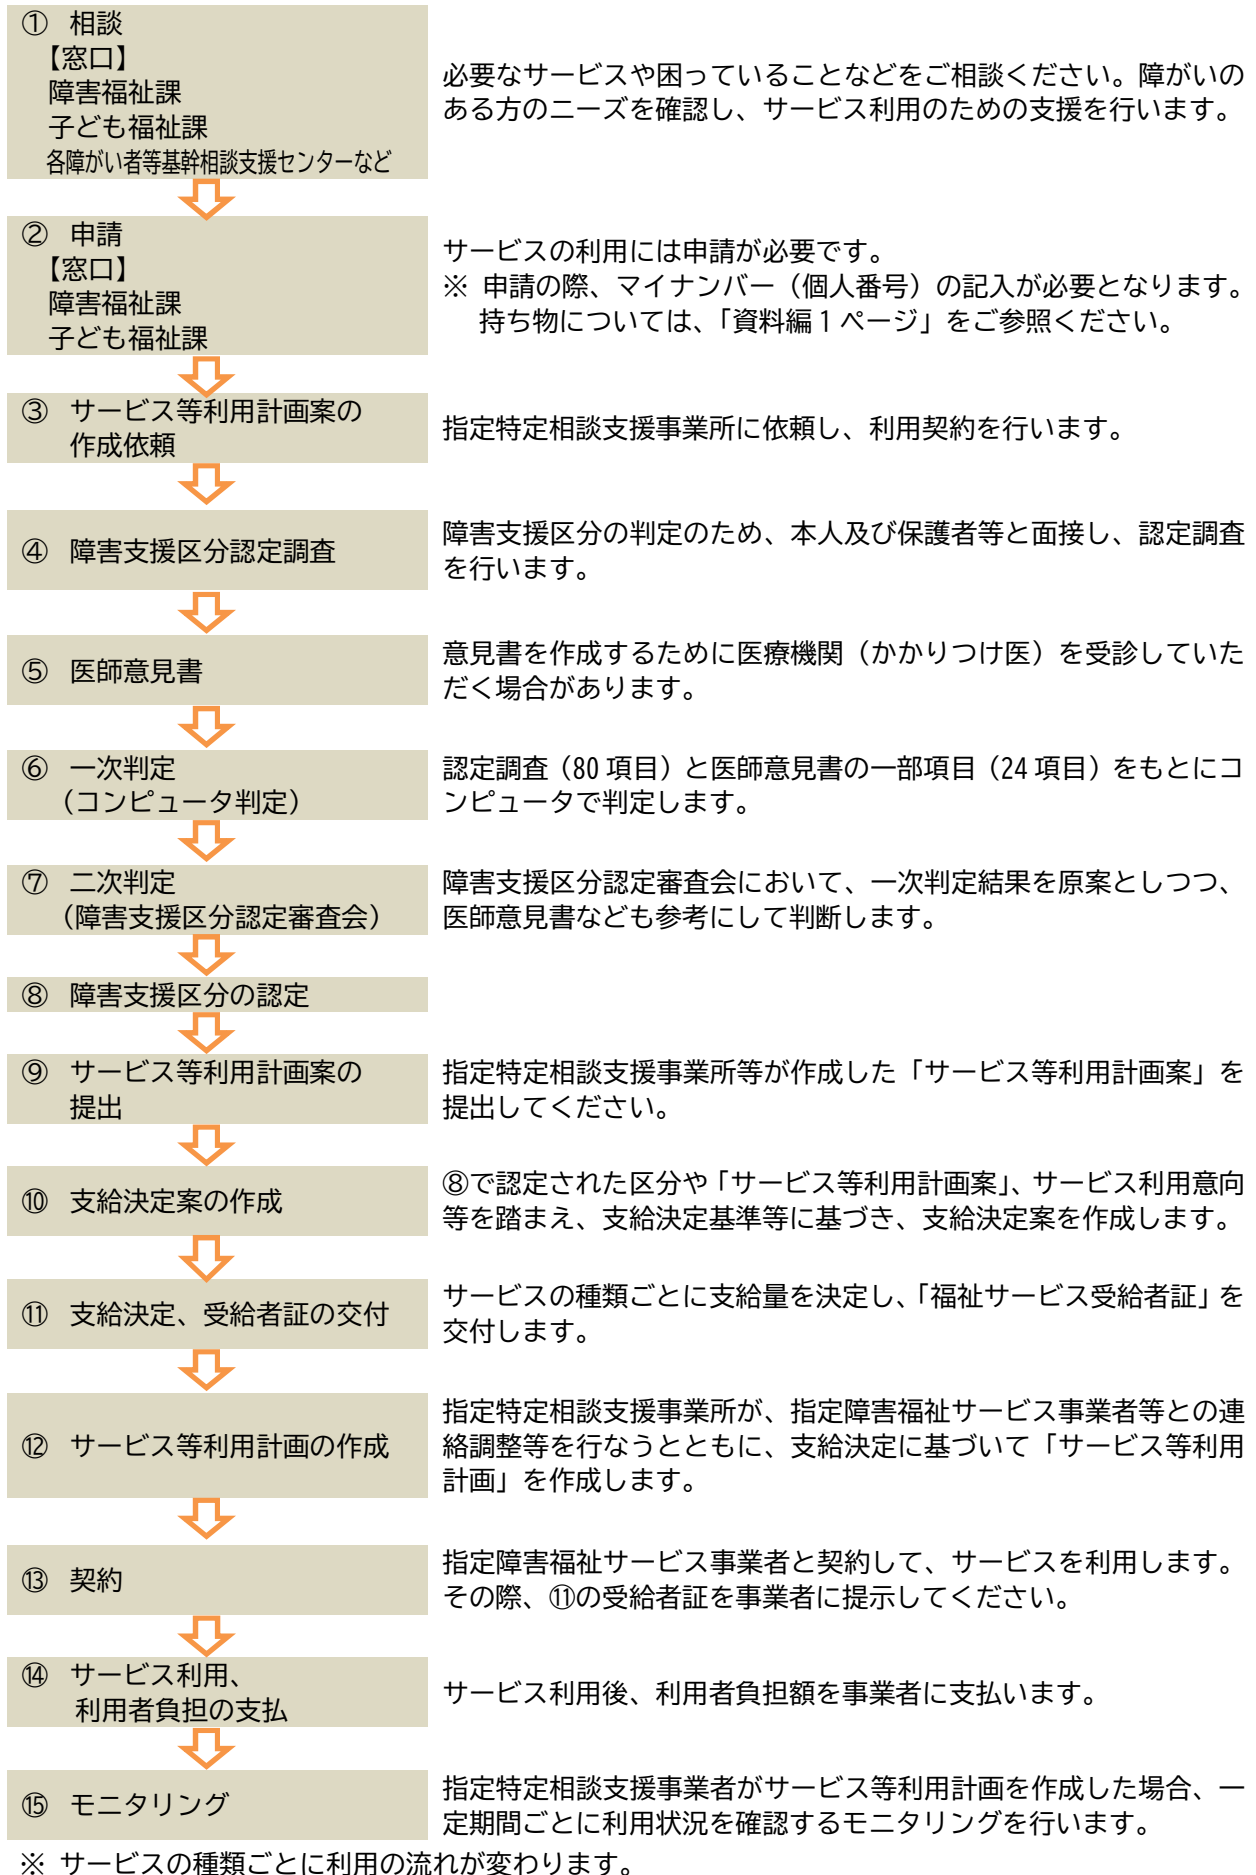 ① 相談
【窓口】
障害福祉課
子ども福祉課
各障がい者等基幹相談支援センターなど
必要なサービスや困っていることなどをご相談ください。障がいの
ある方のニーズを確認し、サービス利用のための支援を行います。
② 申請
【窓口】
障害福祉課
子ども福祉課
サービスの利用には申請が必要です。
※ 申請の際、マイナンバー（個人番号）の記入が必要となります。
持ち物については、「資料編１ページ」をご参照ください。
③ サービス等利用計画案の
作成依頼
指定特定相談支援事業所に依頼し、利用契約を行います。
④ 障害支援区分認定調査
障害支援区分の判定のため、本人及び保護者等と面接し、認定調査
を行います。
⑤ 医師意見書
意見書を作成するために医療機関（かかりつけ医）を受診していた
だく場合があります。
⑥ 一次判定
（コンピュータ判定）
認定調査（80 項目）と医師意見書の一部項目（24 項目）をもとにコ
ンピュータで判定します。
⑦ 二次判定
（障害支援区分認定審査会）
障害支援区分認定審査会において、一次判定結果を原案としつつ、
医師意見書なども参考にして判断します。
⑧ 障害支援区分の認定
⑨ サービス等利用計画案の
提出
指定特定相談支援事業所等が作成した「サービス等利用計画案」を
提出してください。
⑩ 支給決定案の作成
⑧で認定された区分や「サービス等利用計画案」、サービス利用意向
等を踏まえ、支給決定基準等に基づき、支給決定案を作成します。
⑪ 支給決定、受給者証の交付
サービスの種類ごとに支給量を決定し、「福祉サービス受給者証」を
交付します。
⑫ サービス等利用計画の作成
指定特定相談支援事業所が、指定障害福祉サービス事業者等との連
絡調整等を行なうとともに、支給決定に基づいて「サービス等利用
計画」を作成します。
⑬ 契約
指定障害福祉サービス事業者と契約して、サービスを利用します。
その際、⑪の受給者証を事業者に提示してください。
⑭ サービス利用、
利用者負担の支払
サービス利用後、利用者負担額を事業者に支払います。
⑮ モニタリング
指定特定相談支援事業者がサービス等利用計画を作成した場合、一
定期間ごとに利用状況を確認するモニタリングを行います。
※ サービスの種類ごとに利用の流れが変わります。